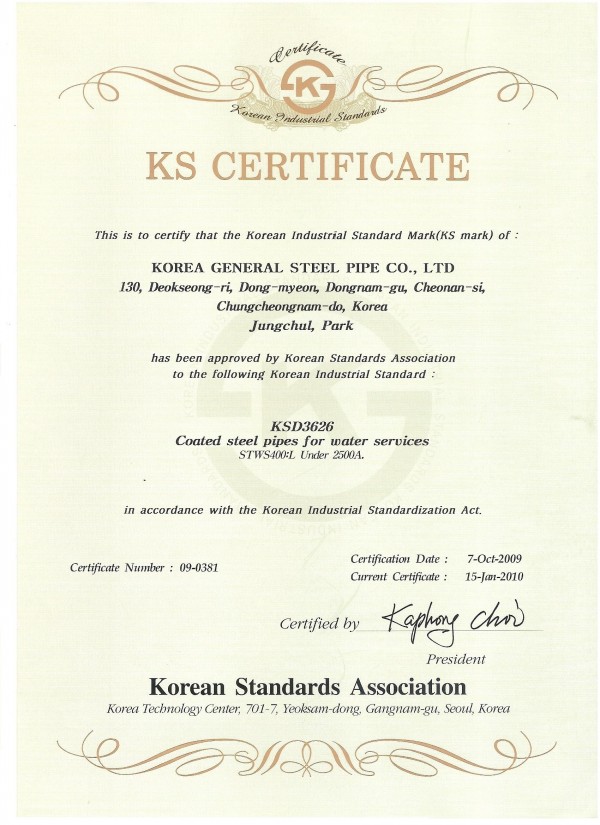 Certificate
KS
Korean Industrial Standards
KS CERTIFICATE
This is to certify that the Korean Industrial Standard Mark(KS mark) of :
KOREA GENERAL STEEL PIPE CO., LTD
130, Deokseong-ri, Dong-myeon, Dongnam-gu, Cheonan-si,
Chungcheongnam-do, Korea
Jungchul, Park
has been approved by Korean Standards Association
to the following Korean Industrial Standard :
KSD3626
Coated steel pipes for water services
STWS400:L Under 2500A.
in accordance with the Korean Industrial Standardization Act.
Certificate Number : 09-0381
Certification Date : 7-Oct-2009
Current Certificate : 15-Jan-2010
Certified by Kaphong Choi
President
Korean Standards Association
Korea Technology Center, 701-7, Yeoksam-dong, Gangnam-gu, Seoul, Korea